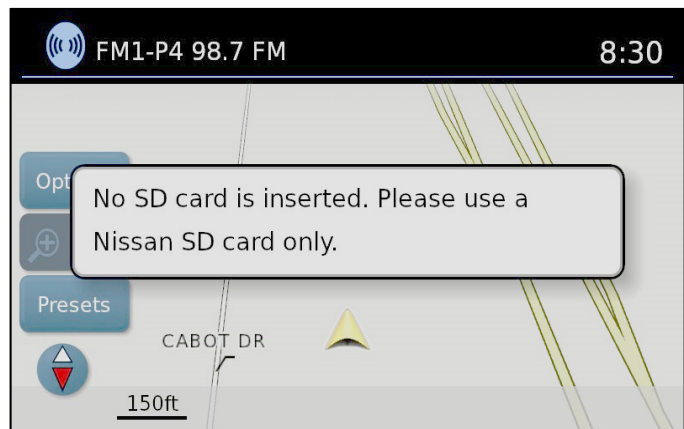 FM1-P4 98.7 FM
8:30
No SD card is inserted. Please use a
Nissan SD card only.
Presets
CABOT DR
150ft